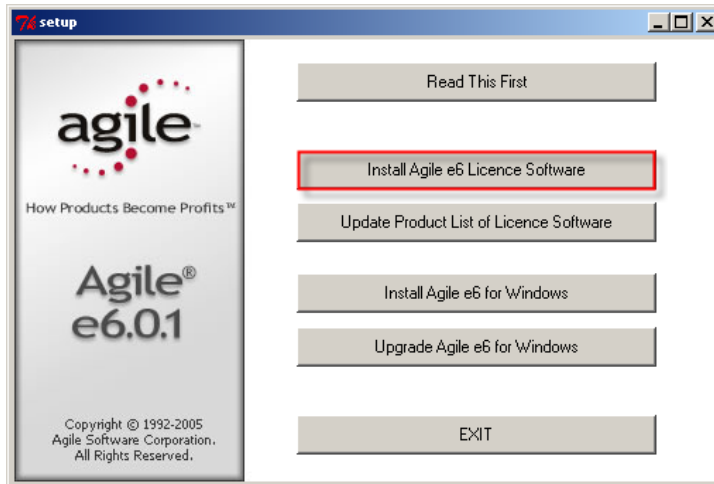 setup
agile
How Products Become Profits™
Agile®
e6.0.1
Copyright © 1992-2005
Agile Software Corporation.
All Rights Reserved.
Read This First
Install Agile e6 Licence Software
Update Product List of Licence Software
Install Agile e6 for Windows
Upgrade Agile e6 for Windows
EXIT